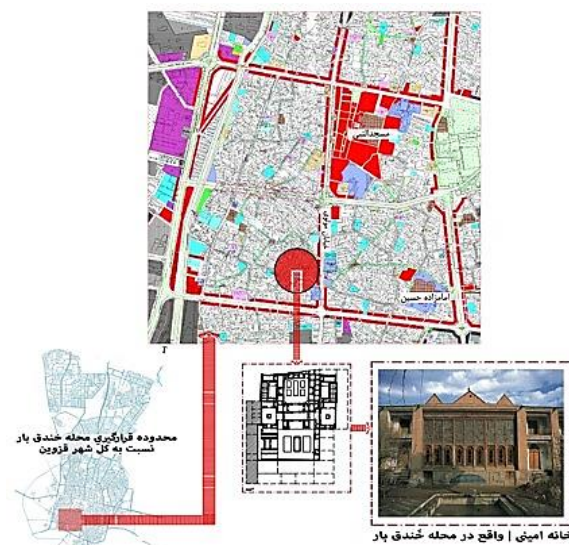 مسجدالنبی
امامزاده حسین
محدوده قرارگیری محله خندق بار
نسبت به کل شهر قزوین
خانه امینی | واقع در محله خندق بار